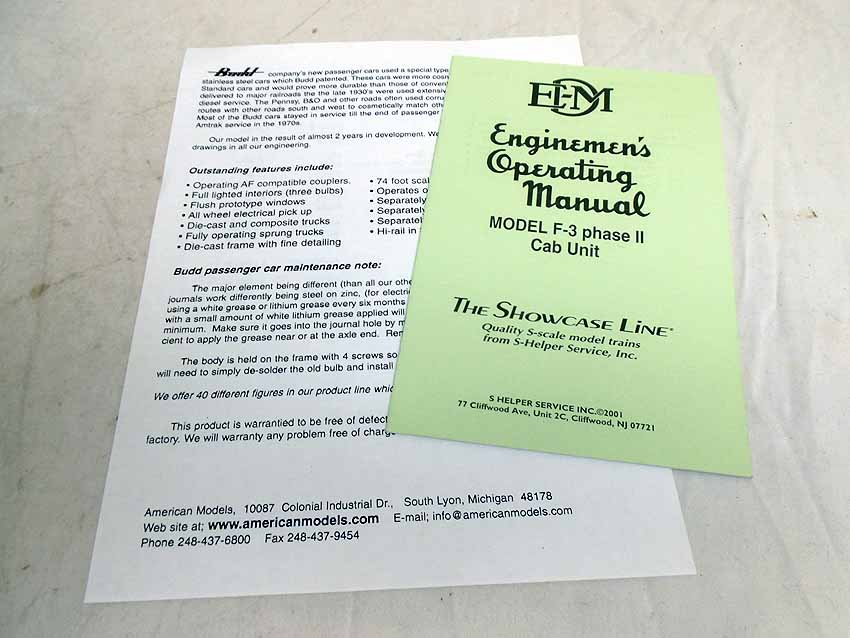 Budd company's new passenger cars used a special type
stainless steel cars which Budd patented. These cars were more
Standard cars and would prove more durable than those of
delivered to major railroads the the late 1930's were used
diesel service. The Pennsy, B&O and other roads often used
routes with other roads south and west to cosmetically match
Most of the Budd cars stayed in service till the end of passenger
Amtrak service in the 1970s.
Our model in the result of almost 2 years in development.
drawings in all our engineering.
Outstanding features include:
• Operating AF compatible couplers.
• Full lighted interiors (three bulbs)
• Flush prototype windows
• All wheel electrical pick up
• Die-cast and composite trucks
• Fully operating sprung trucks
• Die-cast frame with fine detailing
• 74 foot
• Operates
• Separately
• Separately
• Separately
• Hi-rail in
Budd passenger car maintenance note:
The major element being different (than all our
journals work differently being steel on zinc, (for
using a white grease or lithium grease every six months
with a small amount of white lithium grease applied will
minimum. Make sure it goes into the journal hole by
cient to apply the grease near or at the axle end.
The body is held on the frame with 4 screws
will need to simply de-solder the old bulb and install
We offer 40 different figures in our product line
This product is warrantied to be free of
factory. We will warranty any problem free of
American Models, 10087 Colonial Industrial Dr., South Lyon, Michigan 48178
Web site at; www.americanmodels.com E-mail; info@americanmodels.com
Phone 248-437-6800 Fax 248-437-9454
EMD
Enginemen's
Operating
Manual
MODEL F-3 phase II
Cab Unit
THE SHOWCASE LINE®
Quality S-scale model trains
from S-Helper Service, Inc.
S HELPER SERVICE INC.©2001
77 Cliffwood Ave, Unit 2C, Cliffwood, NJ 07721